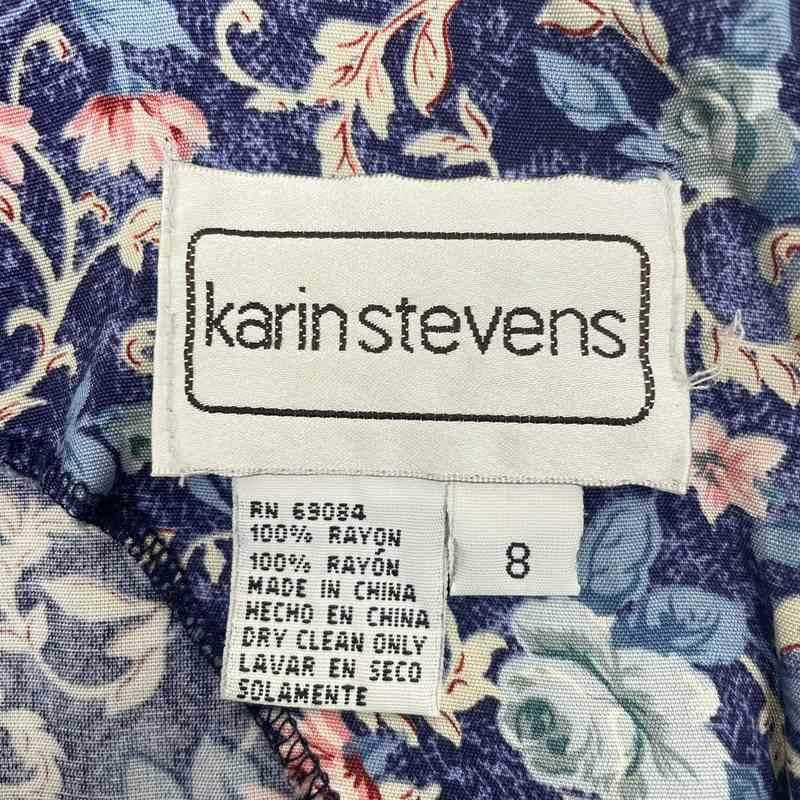 karin stevens
RN 69084
100% RAYON
100% RAYÓN
MADE IN CHINA
HECHO EN CHINA
DRY CLEAN ONLY
LAVAR EN SECO
SOLAMENTE
8